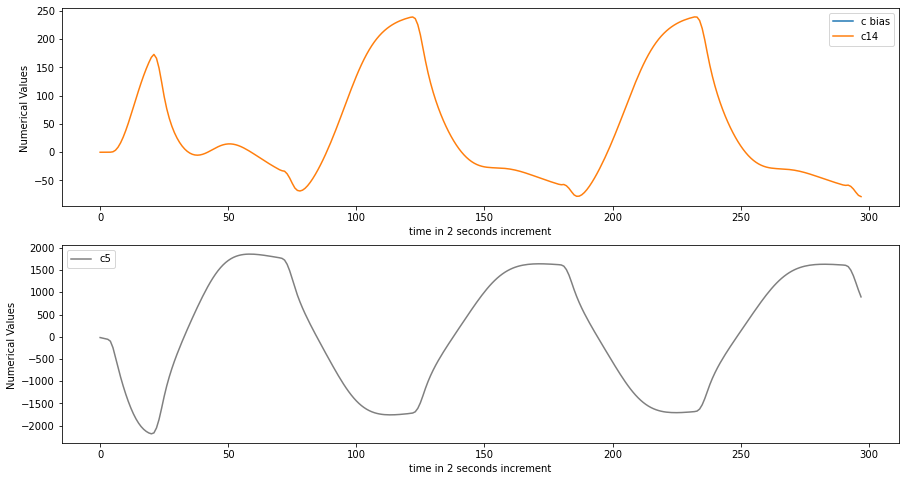 250
200
150
100
50
0
−50
Numerical Values
c bias
c14
0 50 100 150 200 250 300
time in 2 seconds increment
2000
1500
1000
500
0
−500
−1000
−1500
−2000
Numerical Values
c5
0 50 100 150 200 250 300
time in 2 seconds increment